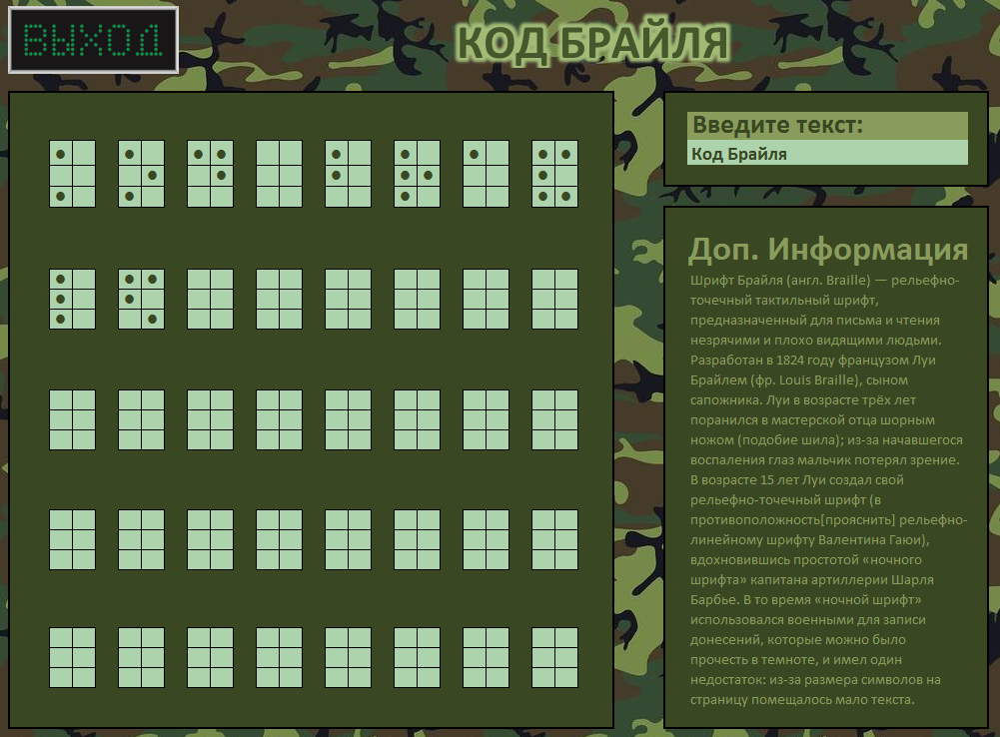 ВЫХОД
КОД БРАЙЛЯ
⠅⠕⠙⠀⠃⠗⠁⠯
⠇⠫
Введите текст:
Код Брайля
Доп. Информация
Шрифт Брайля (англ. Braille) — рельефно-
точечный тактильный шрифт,
предназначенный для письма и чтения
незрячими и плохо видящими людьми.
Разработан в 1824 году французом Луи
Брайлем (фр. Louis Braille), сыном
сапожника. Луи в возрасте трёх лет
поранился в мастерской отца шорным
ножом (подобие шила); из-за начавшегося
воспаления глаз мальчик потерял зрение.
В возрасте 15 лет Луи создал свой
рельефно-точечный шрифт (в
противоположность[прояснить] рельефно-
линейному шрифту Валентина Гаюи),
вдохновившись простотой «ночного
шрифта» капитана артиллерии Шарля
Барбье. В то время «ночной шрифт»
использовался военными для записи
донесений, которые можно было
прочесть в темноте, и имел один
недостаток: из-за размера символов на
страницу помещалось мало текста.